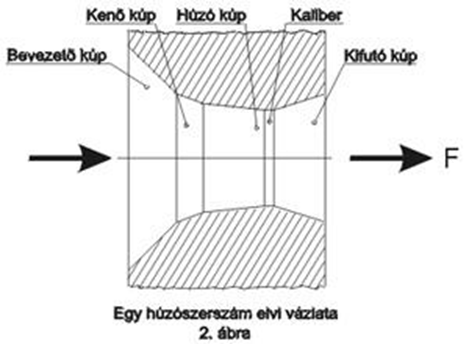 Kenő kúp Húzó kúp Kaliber
Bevezető kúp Kifutó kúp
F
Egy húzószerszám elvi vázlata
2. ábra